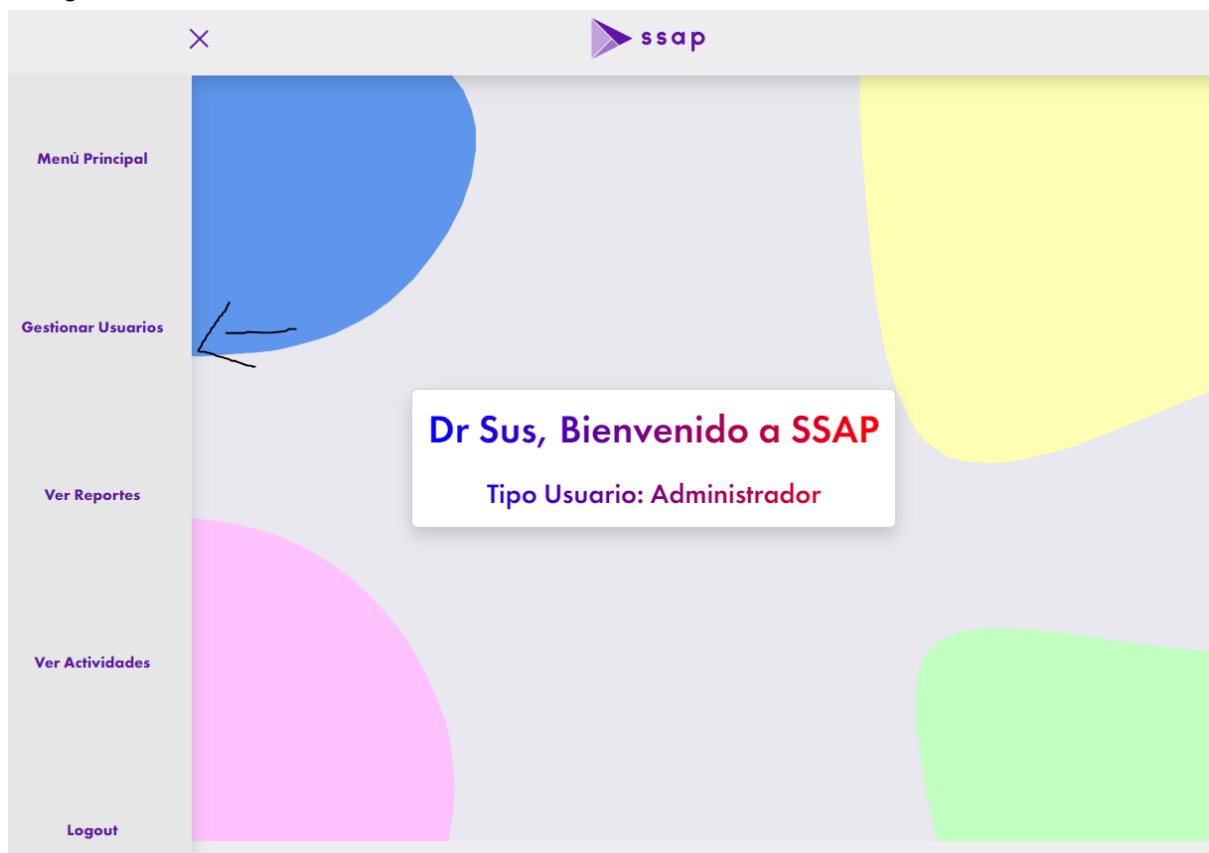 ssap
Menú Principal
Gestionar Usuarios
Ver Reportes
Ver Actividades
Logout
Dr Sus, Bienvenido a SSAP
Tipo Usuario: Administrador